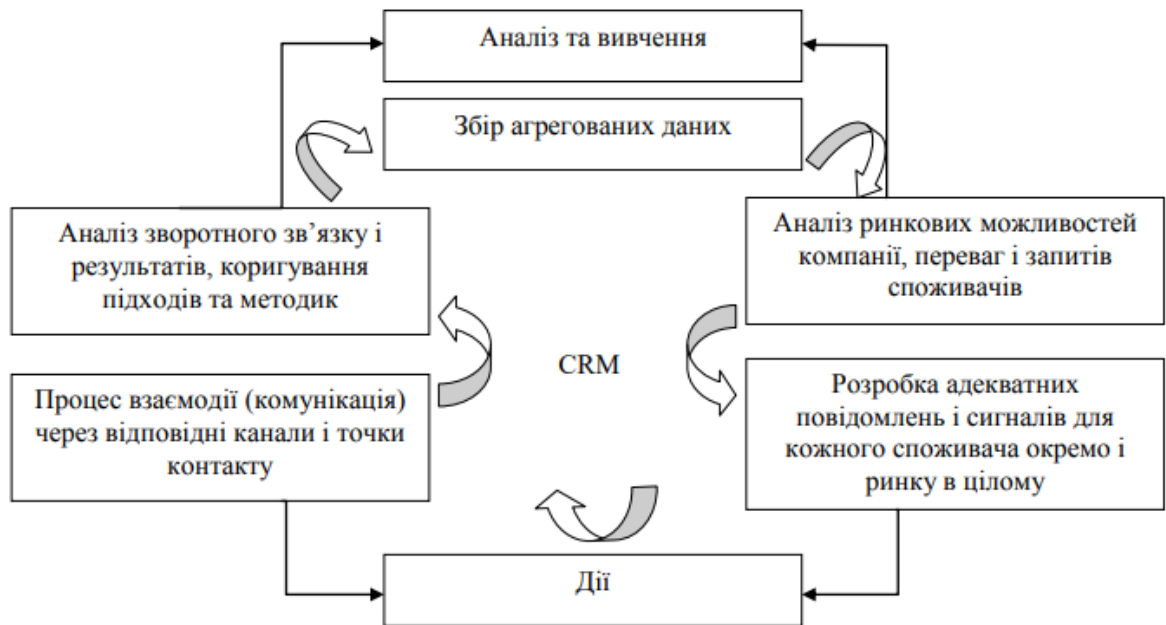 Аналіз та вивчення
Збір агрегованих даних
Аналіз зворотного зв’язку і
результатів, коригування
підходів та методик
Аналіз ринкових можливостей
компанії, переваг і запитів
споживачів
CRM
Процес взаємодії (комунікація)
через відповідні канали і точки
контакту
Розробка адекватних
повідомлень і сигналів для
кожного споживача окремо і
ринку в цілому
Дії